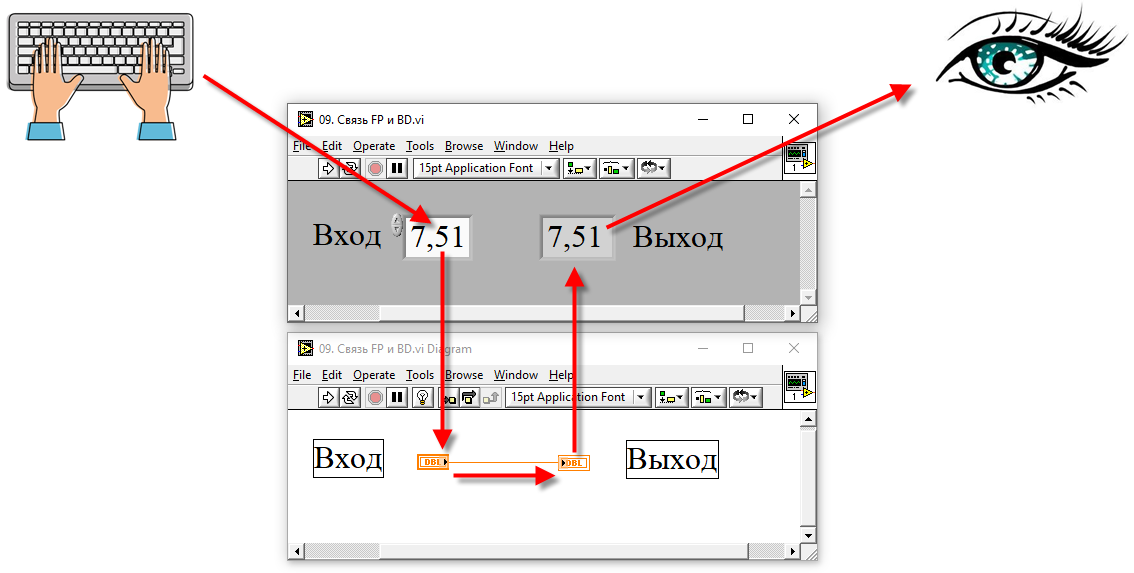 09. Связь FP и BD.vi
File Edit Operate Tools Browse Window Help
15pt Application Font
1
Вход 7,51 7,51 Выход
09. Связь FP и BD.vi Diagram
File Edit Operate Tools Browse Window Help
15pt Application Font
1
Вход DBL DBL Выход